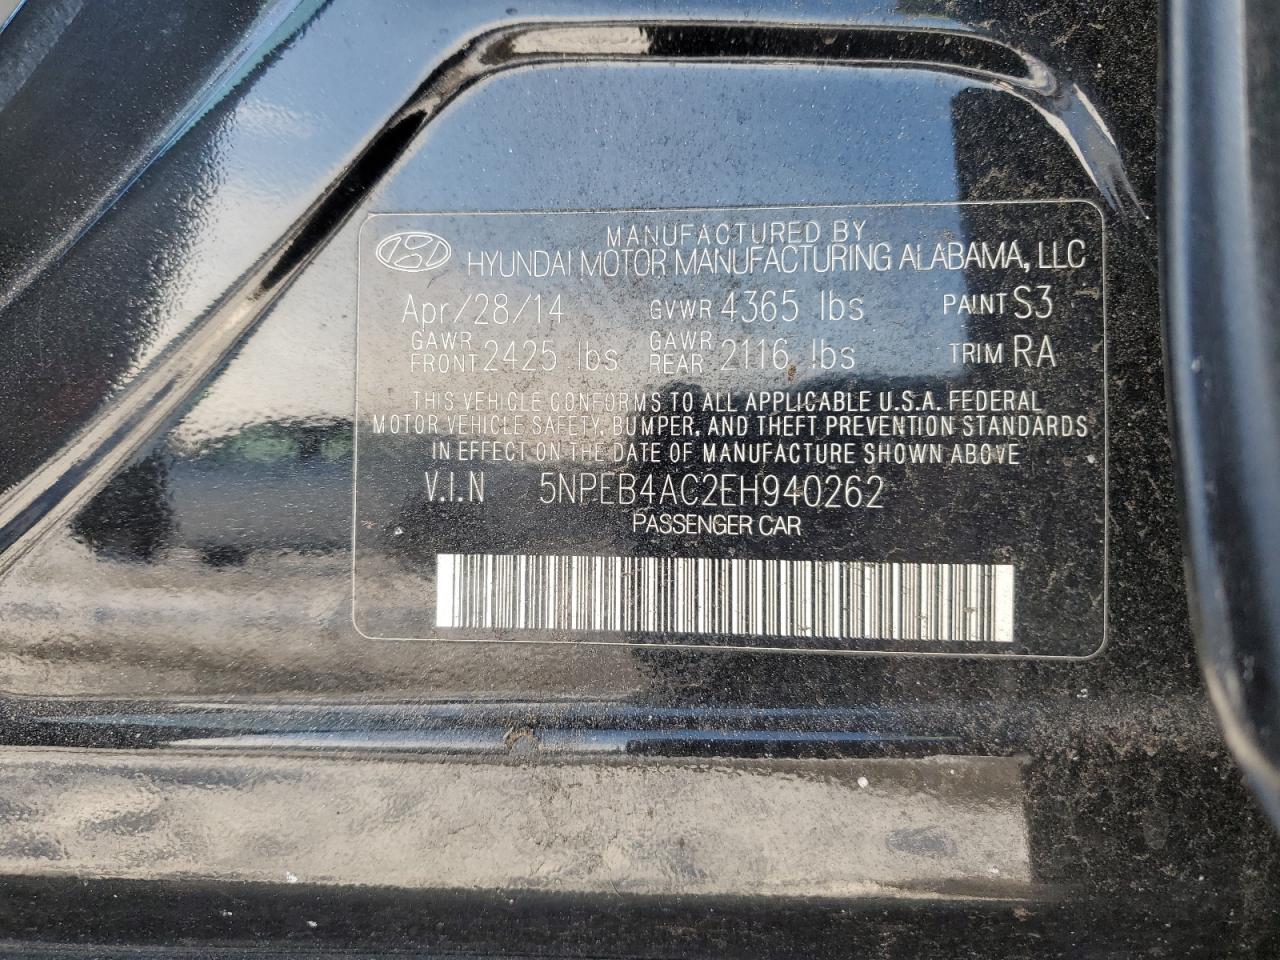 MANUFACTURED BY
HYUNDAI MOTOR MANUFACTURING ALABAMA, LLC
Apr/28/14 GVWR 4365 lbs PAINT S3
GAWR FRONT 2425 lbs GAWR REAR 2116 lbs TRIM RA
THIS VEHICLE CONFORMS TO ALL APPLICABLE U.S.A. FEDERAL
MOTOR VEHICLE SAFETY, BUMPER, AND THEFT PREVENTION STANDARDS
IN EFFECT ON THE DATE OF MANUFACTURE SHOWN ABOVE
V.I.N 5NPEB4AC2EH940262
PASSENGER CAR